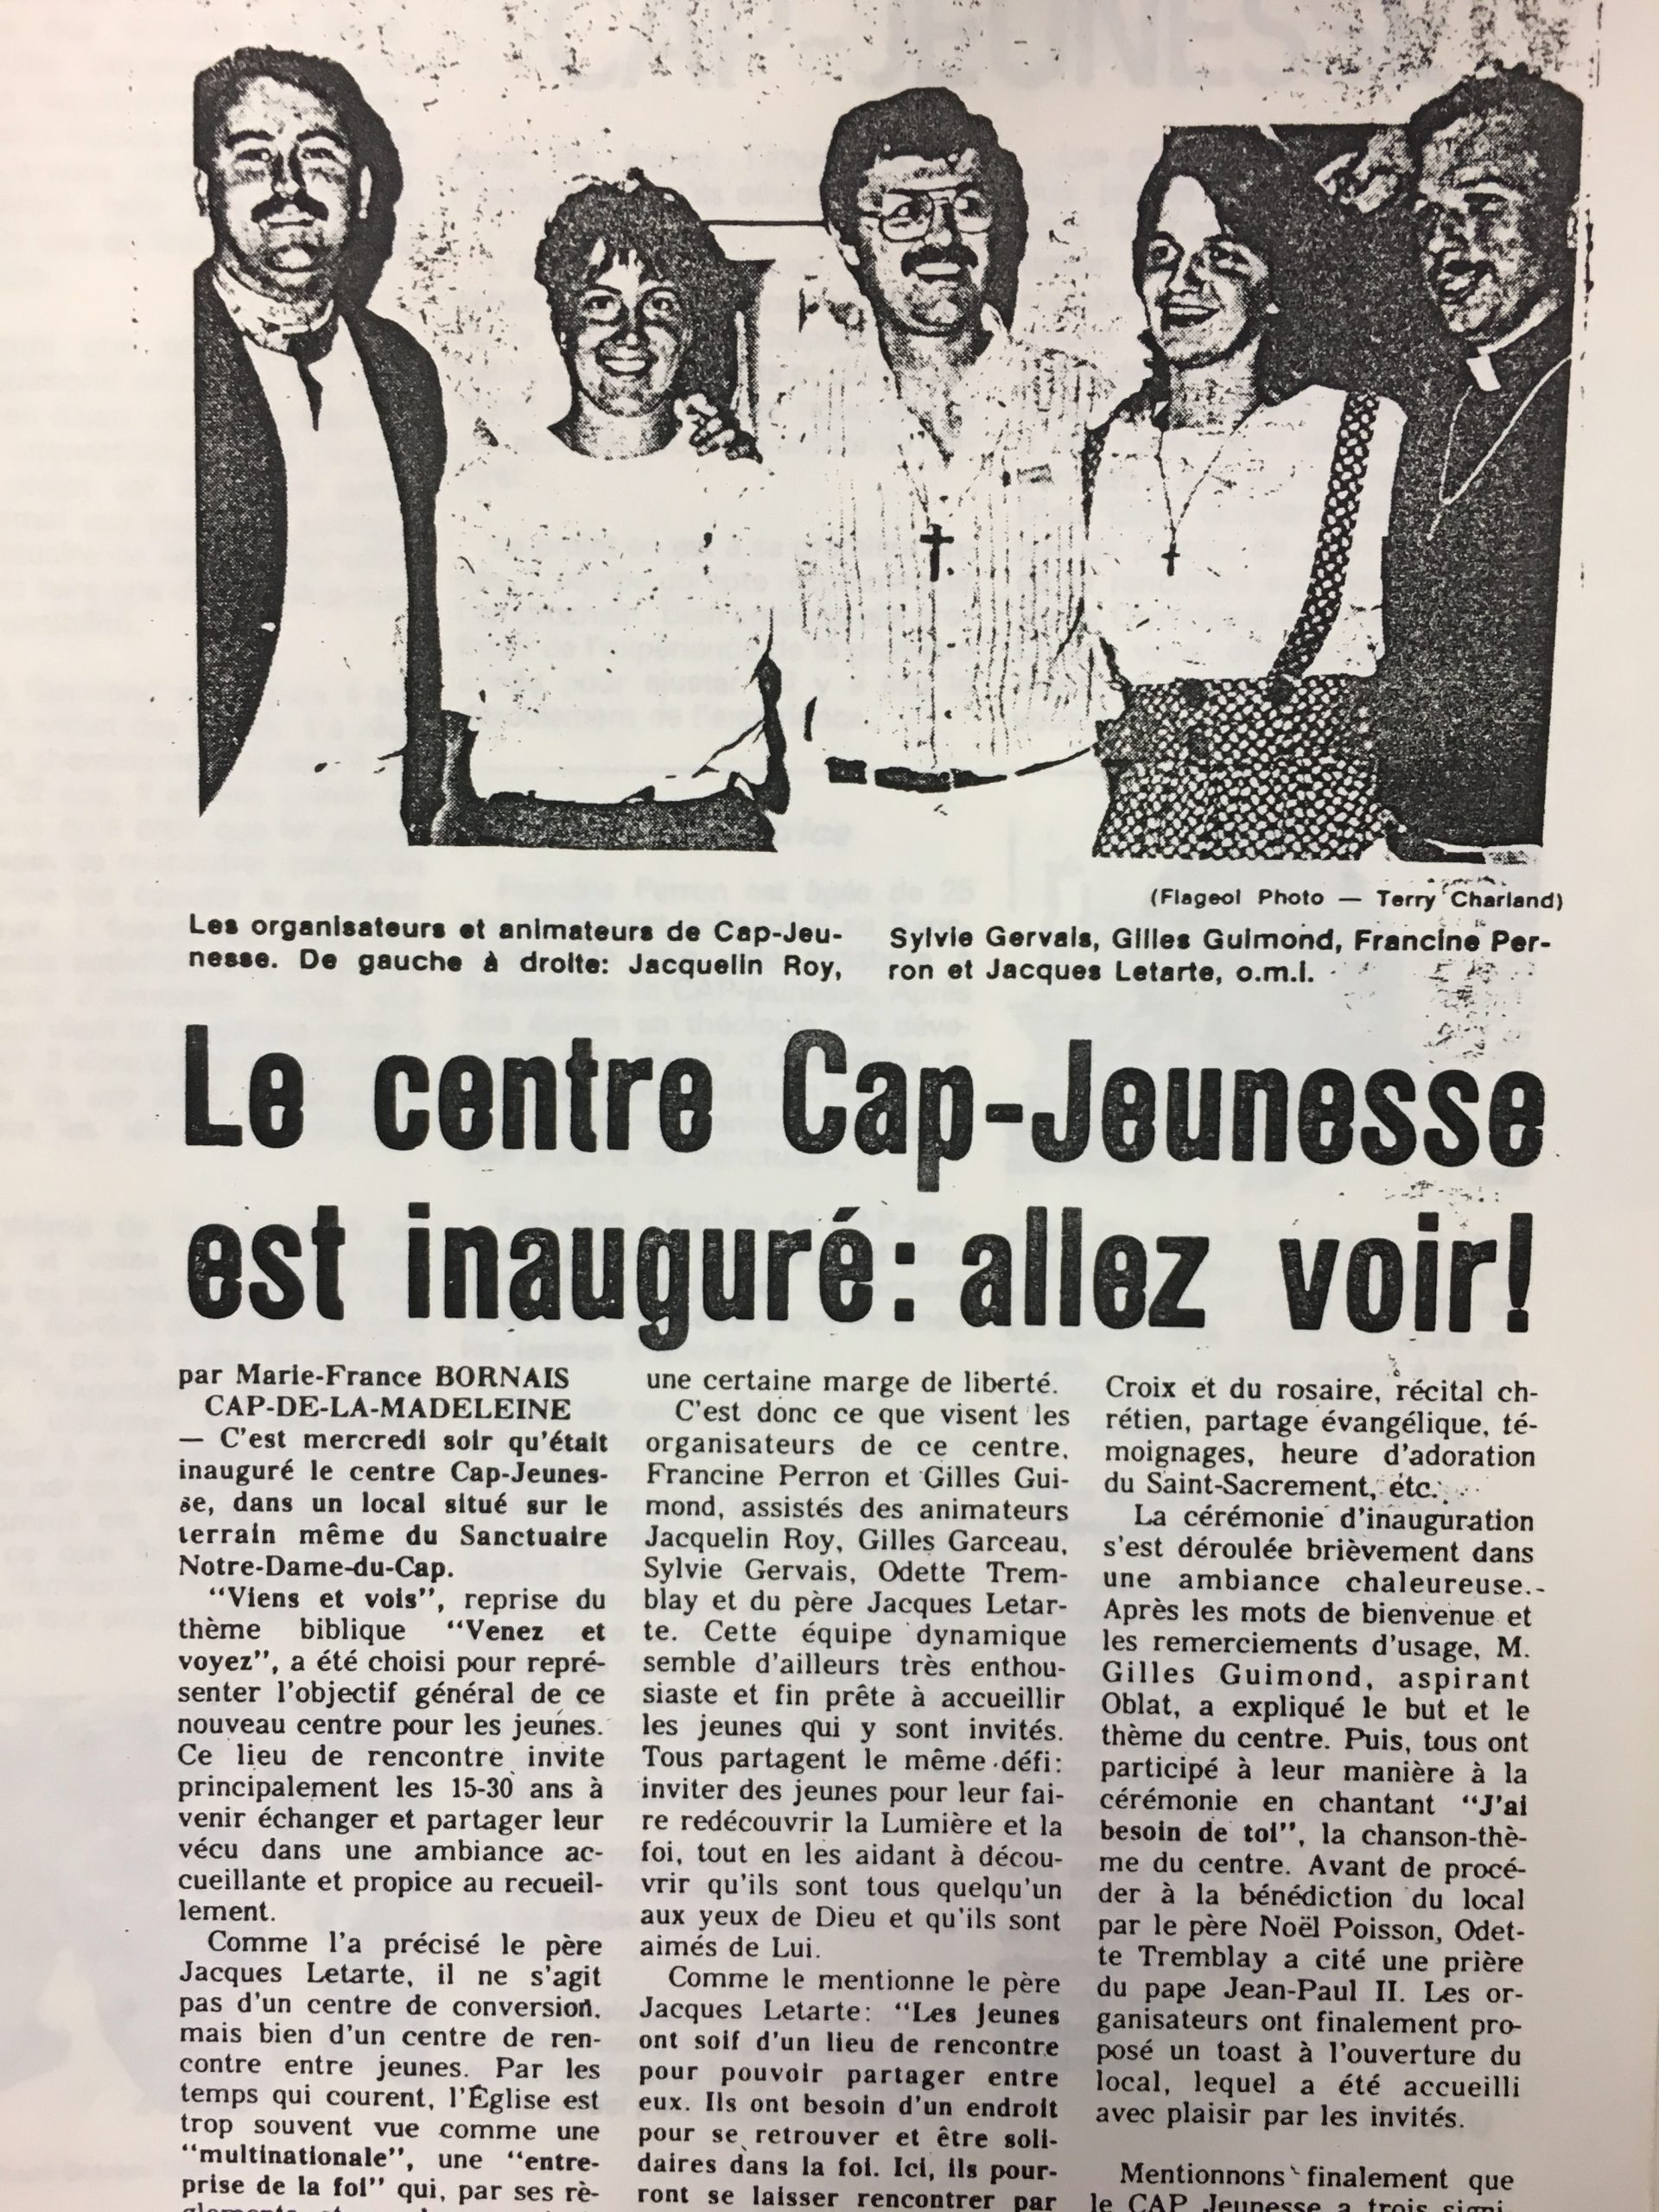 (Flageol Photo — Terry Charland)
Les organisateurs et animateurs de Cap-Jeu-
nesse. De gauche à droite: Jacquelin Roy,
Sylvie Gervais, Gilles Guimond, Francine Per-
ron et Jacques Letarte, o.m.i.
Le centre Cap-Jeunesse
est inauguré: allez voir!
par Marie-France BORNAIS
CAP-DE-LA-MADELEINE
— C'est mercredi soir qu'était
inauguré le centre Cap-Jeunes-
se, dans un local situé sur le
terrain même du Sanctuaire
Notre-Dame-du-Cap.
"Viens et vois", reprise du
thème biblique "Venez et
voyez", a été choisi pour repré-
senter l'objectif général de ce
nouveau centre pour les jeunes.
Ce lieu de rencontre invite
principalement les 15-30 ans à
venir échanger et partager leur
vécu dans une ambiance ac-
cueillante et propice au recueil-
lement.
Comme l'a précisé le père
Jacques Letarte, il ne s'agit
pas d'un centre de conversion,
mais bien d'un centre de ren-
contre entre jeunes. Par les
temps qui courent, l'Église est
trop souvent vue comme une
"multinationale", une "entre-
prise de la foi" qui, par ses rè-
une certaine marge de liberté.
C'est donc ce que visent les
organisateurs de ce centre,
Francine Perron et Gilles Gui-
mond, assistés des animateurs
Jacquelin Roy, Gilles Garceau,
Sylvie Gervais, Odette Trem-
blay et du père Jacques Letar-
te. Cette équipe dynamique
semble d'ailleurs très enthou-
siaste et fin prête à accueillir
les jeunes qui y sont invités.
Tous partagent le même défi:
inviter des jeunes pour leur fai-
re redécouvrir la Lumière et la
foi, tout en les aidant à décou-
vrir qu'ils sont tous quelqu'un
aux yeux de Dieu et qu'ils sont
aimés de Lui.
Comme le mentionne le père
Jacques Letarte: "Les jeunes
ont soif d'un lieu de rencontre
pour pouvoir partager entre
eux. Ils ont besoin d'un endroit
pour se retrouver et être soli-
daires dans la foi. Ici, ils pour-
ront se laisser rencontrer par
Croix et du rosaire, récital ch-
rétien, partage évangélique, té-
moignages, heure d'adoration
du Saint-Sacrement, etc.
La cérémonie d'inauguration
s'est déroulée brièvement dans
une ambiance chaleureuse.
Après les mots de bienvenue et
les remerciements d'usage, M.
Gilles Guimond, aspirant
Oblat, a expliqué le but et le
thème du centre. Puis, tous ont
participé à leur manière à la
cérémonie en chantant "J'ai
besoin de toi", la chanson-thè-
me du centre. Avant de procé-
der à la bénédiction du local
par le père Noël Poisson, Odet-
te Tremblay a cité une prière
du pape Jean-Paul II. Les or-
ganisateurs ont finalement pro-
posé un toast à l'ouverture du
local, lequel a été accueilli
avec plaisir par les invités.
Mentionnons finalement que
le CAP Jeunesse a trois signi-